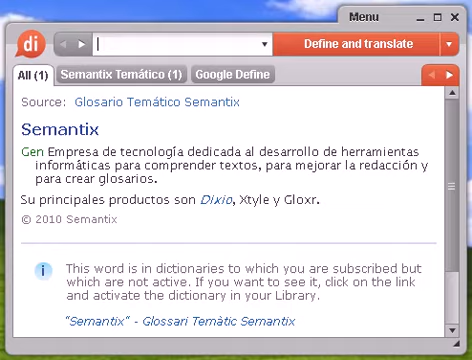 Menu
di
Define and translate
All (1)
Semantix Temático (1)
Google Define
Source: Glosario Temático Semantix
Semantix
Gen Empresa de tecnología dedicada al desarrollo de herramientas
informáticas para comprender textos, para mejorar la redacción y
para crear glosarios.
Su principales productos son Dixio, Xtyle y Gloxr.
© 2010 Semantix
i
This word is in dictionaries to which you are subscribed but
which are not active. If you want to see it, click on the link
and activate the dictionary in your Library.
"Semantix" - Glossari Temàtic Semantix